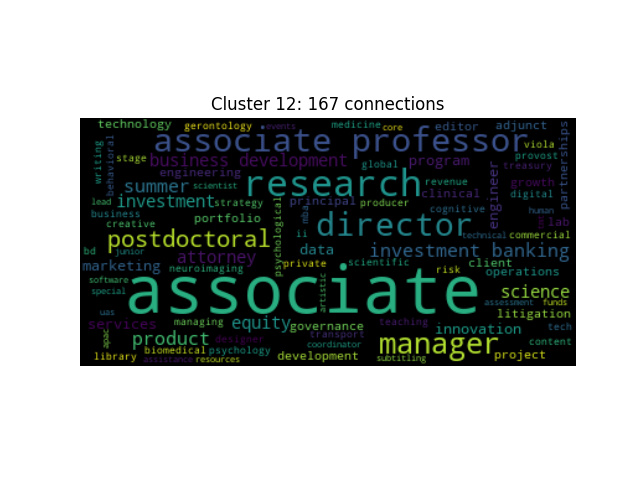 Cluster 12: 167 connections
technology gerontology events medicine core editor adjunct
associate professor viola
writing behavioral stage business development global program provost partnerships
engineering treasury
summer scientist research clinical engineer growth
lead investment strategy principal producer revenue digital
business portfolio mba cognitive human
creative director lab
postdoctoral psychological ii technical commercial
bd junior attorney data investment banking
marketing neuroimaging private scientific client operations
software risk
special associate artistic assessment funds science
uas litigation
services managing equity governance teaching innovation tech
apac product designer transport content
coordinator manager
library biomedical psychology development project
assistance resources subtitling